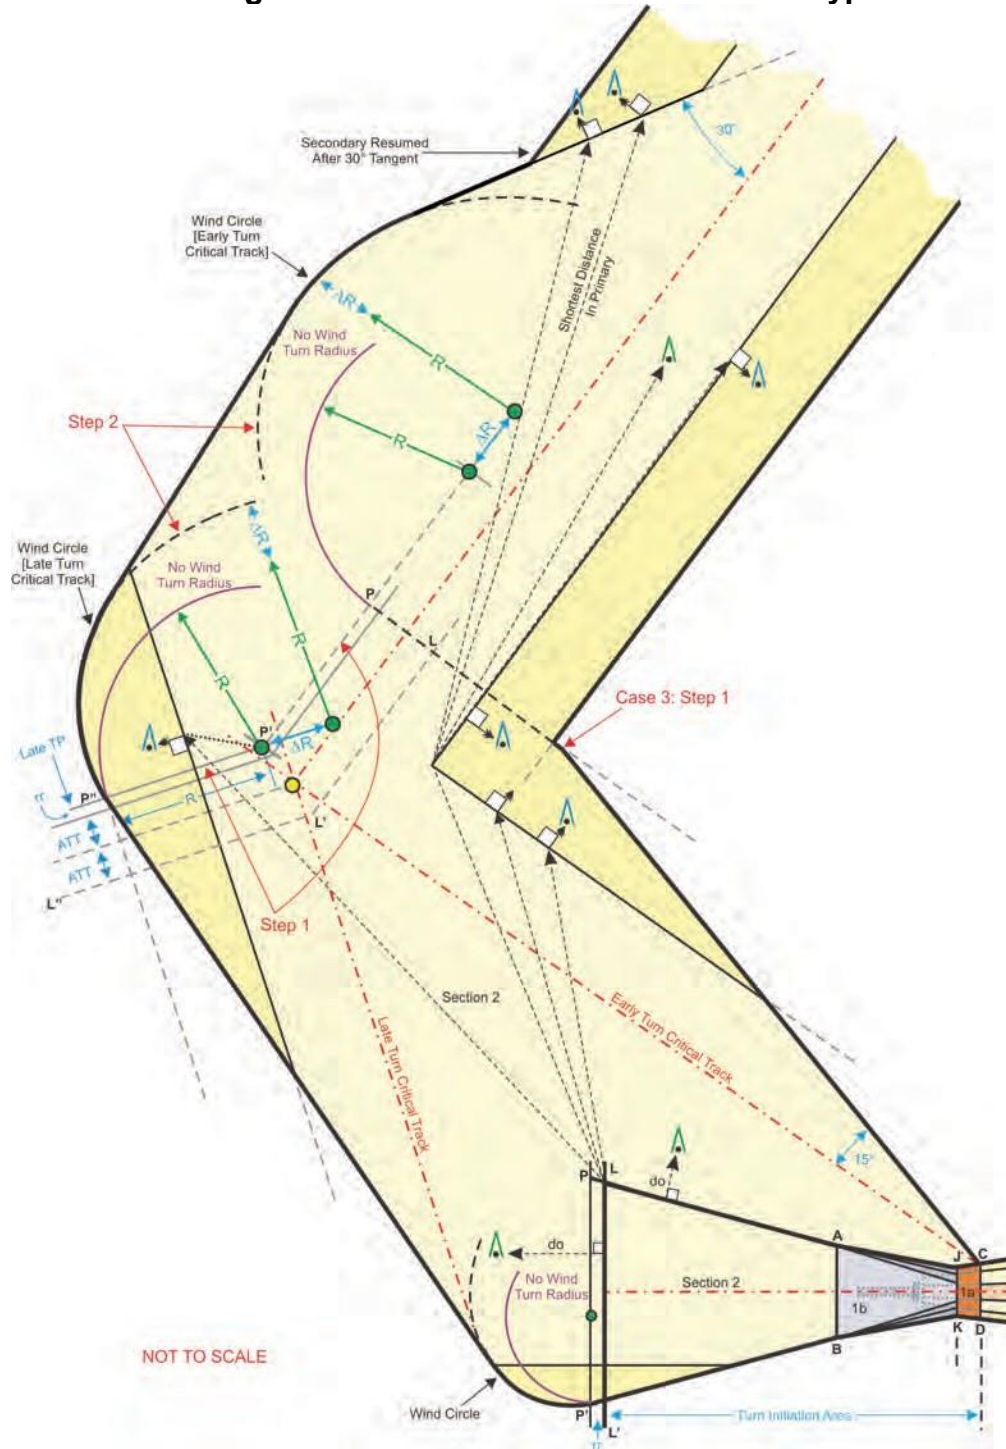 Secondary Resumed
After 30° Tangent
30°
Wind Circle
[Early Turn
Critical Track]
Shortest Distance
In Primary
ΔR
No Wind
Turn Radius
R
R
ΔR
Step 2
Wind Circle
[Late Turn
Critical Track]
ΔR
No Wind
Turn Radius
P
L
R
R
Case 3: Step 1
P'
ΔR
Late TP
P"
rr
R
ATT
L'
ATT
L"
Step 1
Section 2
Early Turn Critical Track
Late Turn Critical Track
15°
P
L
do
A
do
J
C
No Wind
Turn Radius
Section 2
1a
1b
B
K
D
NOT TO SCALE
Wind Circle
P'
Turn Initiation Area
L'
rr